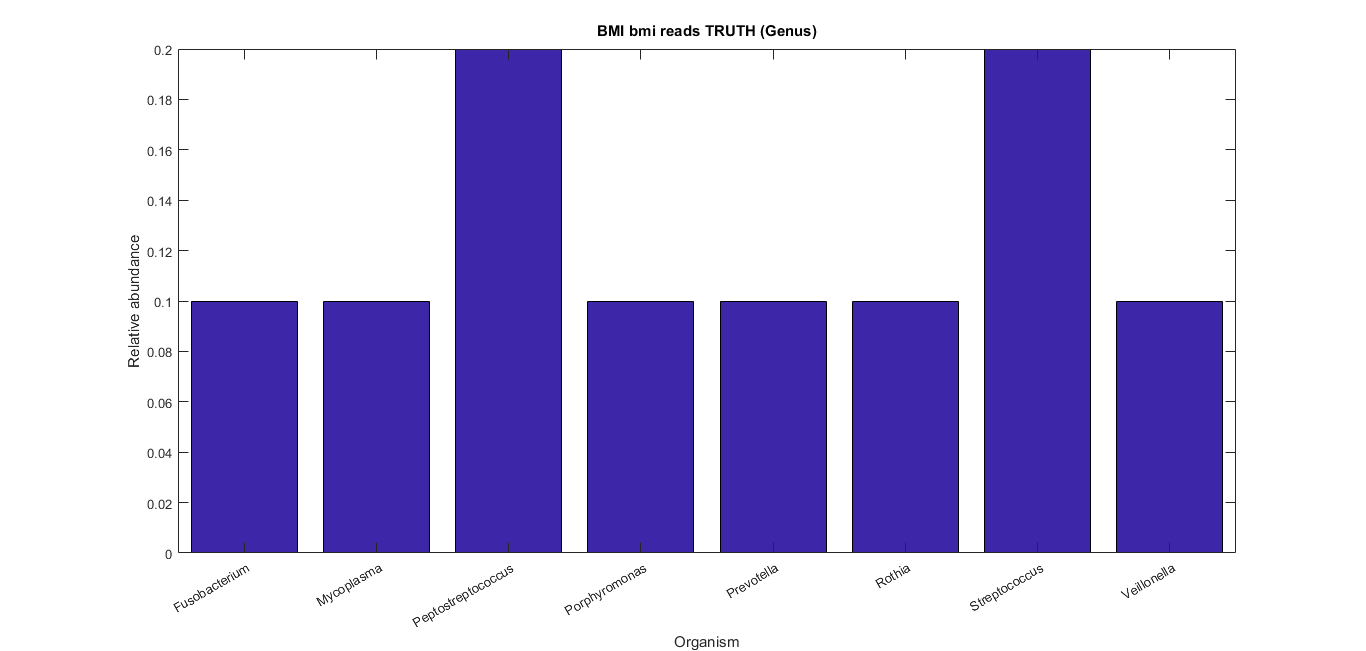 BMI bmi reads TRUTH (Genus)
0.2
0.18
0.16
0.14
0.12
0.1
0.08
0.06
0.04
0.02
0
Relative abundance
Fusobacterium
Mycoplasma
Peptostreptococcus
Porphyromonas
Prevotella
Rothia
Streptococcus
Veillonella
Organism